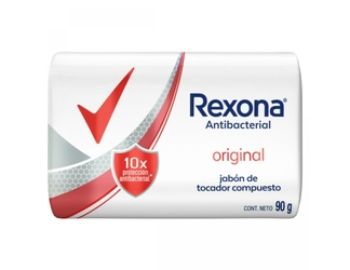 Rexona
Antibacterial
original
10x
protección
antibacterial*
jabón de
tocador compuesto
CONT. NETO: 90 g